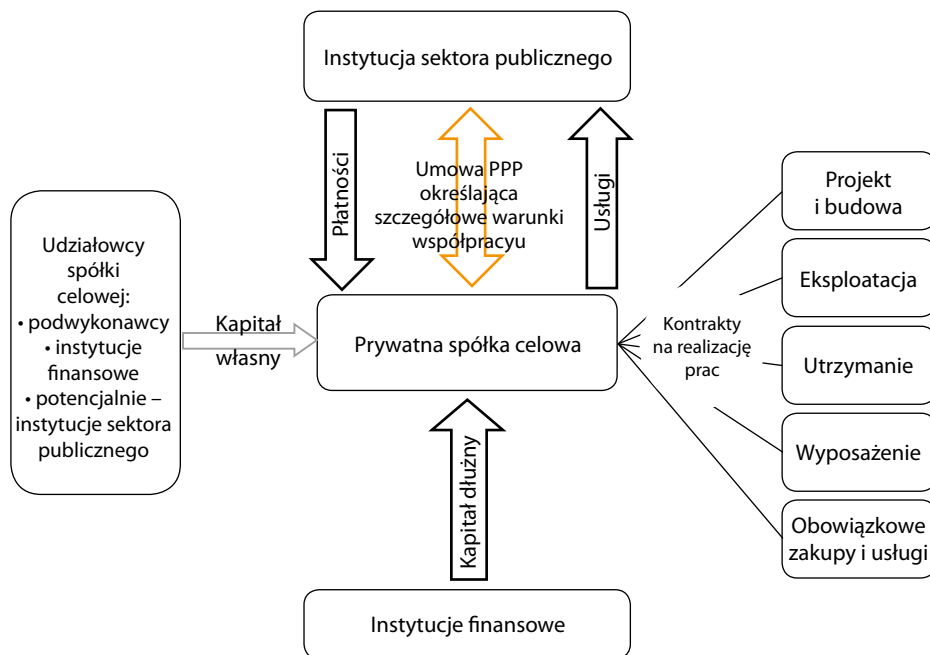 Instytucja sektora publicznego
Płatności
Umowa PPP
określająca
szczegółowe warunki
współpracyu
Usługi
Udziałowcy
spółki
celowej:
• podwykonawcy
• instytucje
finansowe
• potencjalnie –
instytucje sektora
publicznego
Kapitał
własny
Prywatna spółka celowa
Kontrakty
na realizację
prac
Projekt
i budowa
Eksploatacja
Utrzymanie
Wyposażenie
Obowiązkowe
zakupy i usługi
Kapitał dłużny
Instytucje finansowe